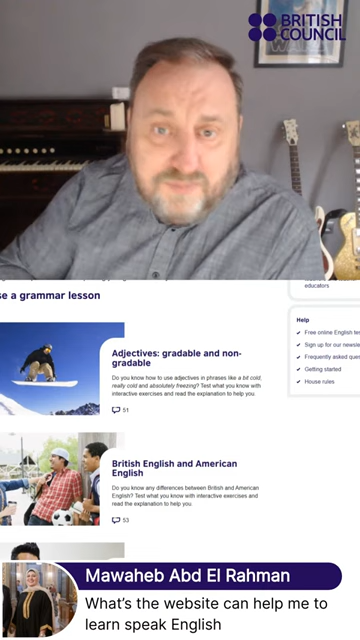 BRITISH
COUNCIL
educators
se a grammar lesson
Help
Free online English
Sign up for our
Frequently asked
Getting started
House rules
Adjectives: gradable and non-
gradable
Do you know how to use adjectives in phrases like a bit cold,
really cold and absolutely freezing? Test what you know with
interactive exercises and read the explanation to help you.
51
British English and American
English
Do you know any differences between British and American
English? Test what you know with interactive exercises and
read the explanation to help you
53
Mawaheb Abd El Rahman
What's the website can help me to
learn speak English